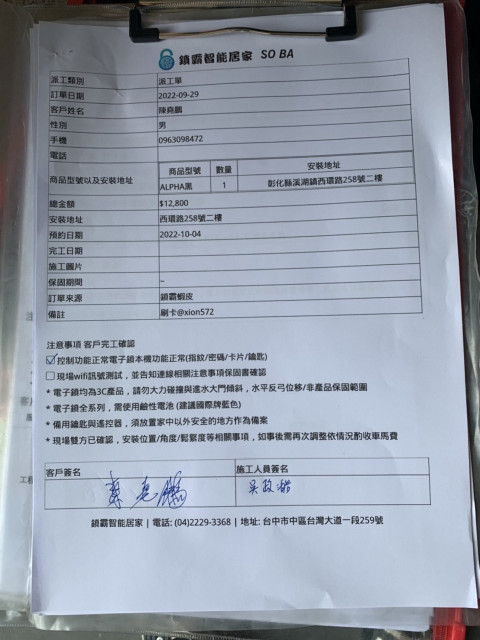 鎖霸智能居家 SO BA
派工類別 派工單
訂單日期 2022-09-29
客戶姓名 陳堯鵬
性別 男
手機 0963098472
電話
商品型號以及安裝地址 商品型號 數量 安裝地址
ALPHA黑 1 彰化縣溪湖鎮西環路258號二樓
總金額 $12,800
安裝地址 西環路258號二樓
預約日期 2022-10-04
完工日期
施工圖片
保固期間 ~
訂單來源 鎖霸蝦皮
備註 刷卡@xion572
注意事項 客戶完工確認
☑控制功能正常電子鎖本機功能正常(指紋/密碼/卡片/鑰匙)
☐現場wifi訊號測試，並告知連線相關注意事項保固書確認
* 電子鎖均為3C產品，請勿大力碰撞與進水大門傾斜，水平反弓位移/非產品保固範圍
* 電子鎖全系列，需使用鹼性電池 (建議國際牌藍色)
* 備用鑰匙與遙控器，須放置家中以外安全的地方作為備案
* 現場雙方已確認，安裝位置/角度/鬆緊度等相關事項，如事後需再次調整依情況酌收車馬費
客戶簽名 施工人員簽名
鎖霸智能居家 | 電話: (04)2229-3368 | 地址: 台中市中區台灣大道一段259號